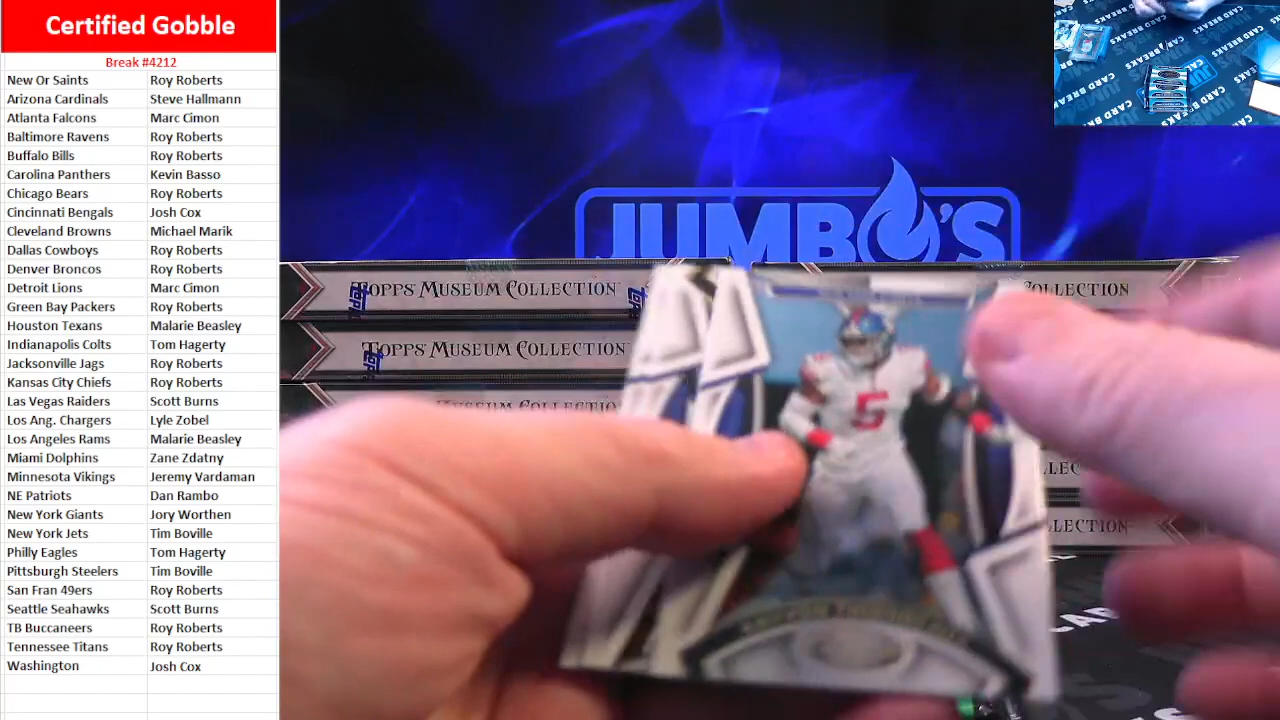 Certified Gobble
Break #4212
New Or Saints Roy Roberts
Arizona Cardinals Steve Hallmann
Atlanta Falcons Marc Cimon
Baltimore Ravens Roy Roberts
Buffalo Bills Roy Roberts
Carolina Panthers Kevin Basso
Chicago Bears Roy Roberts
Cincinnati Bengals Josh Cox
Cleveland Browns Michael Marik
Dallas Cowboys Roy Roberts
Denver Broncos Roy Roberts
Detroit Lions Marc Cimon
Green Bay Packers Roy Roberts
Houston Texans Malarie Beasley
Indianapolis Colts Tom Hagerty
Jacksonville Jags Roy Roberts
Kansas City Chiefs Roy Roberts
Las Vegas Raiders Scott Burns
Los Ang. Chargers Lyle Zobel
Los Angeles Rams Malarie Beasley
Miami Dolphins Zane Zdatny
Minnesota Vikings Jeremy Vardaman
NE Patriots Dan Rambo
New York Giants Jory Worthen
New York Jets Tim Boville
Philly Eagles Tom Hagerty
Pittsburgh Steelers Tim Boville
San Fran 49ers Roy Roberts
Seattle Seahawks Scott Burns
TB Buccaneers Roy Roberts
Tennessee Titans Roy Roberts
Washington Josh Cox
CARD BREAKS
JUMBO'S
TOPPS MUSEUM COLLECTION
COLLECTION
TOPPS MUSEUM COLLECTION
5